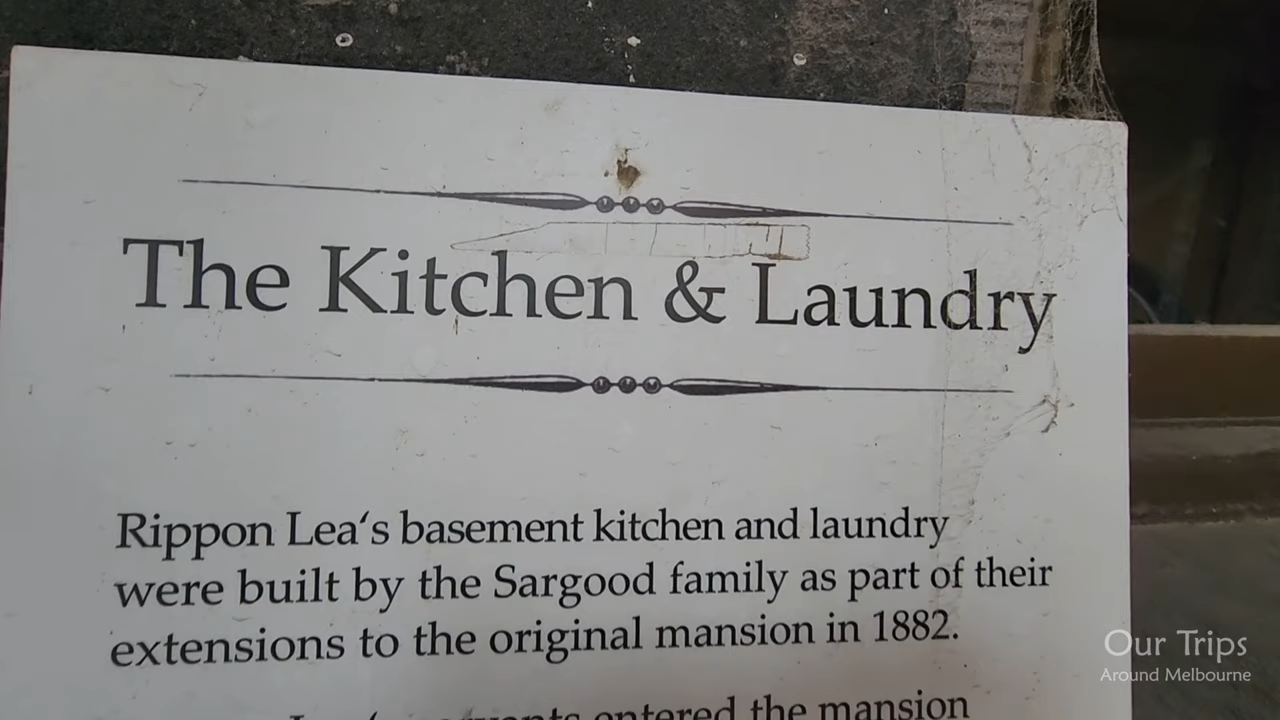 The Kitchen & Laundry
Rippon Lea‘s basement kitchen and laundry
were built by the Sargood family as part of their
extensions to the original mansion in 1882.
entered the mansion
Our Trips
Around Melbourne